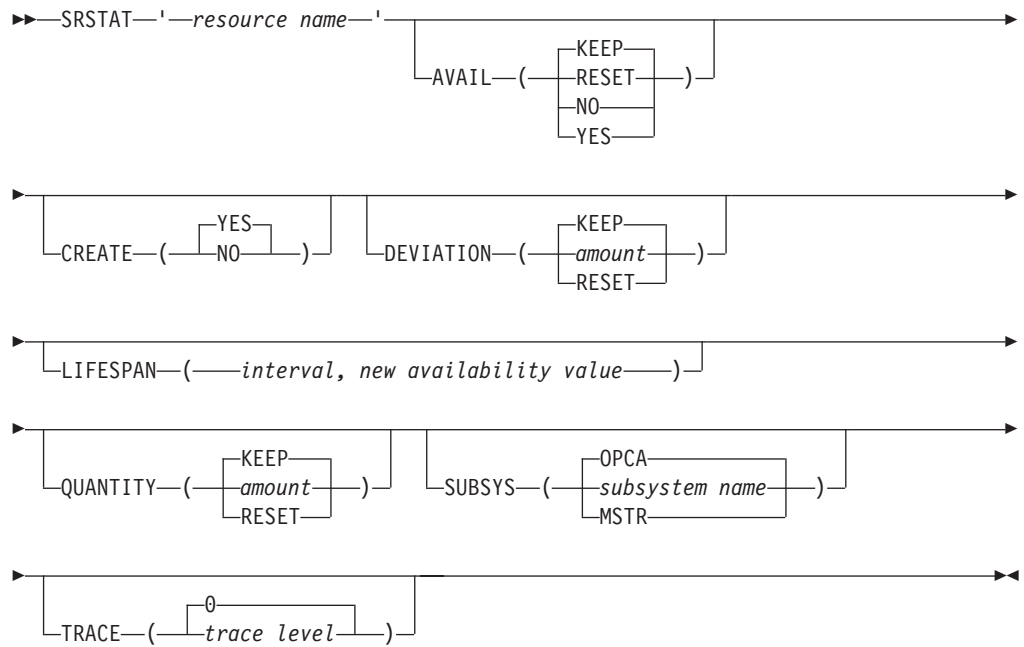 SRSTAT ' resource name '
KEEP
AVAIL ( RESET )
NO
YES
YES KEEP
CREATE ( NO ) DEVIATION ( amount )
RESET
LIFESPAN ( interval, new availability value )
KEEP OPCA
QUANTITY ( amount ) SUBSYS ( subsystem name )
RESET MSTR
0
TRACE ( trace level )